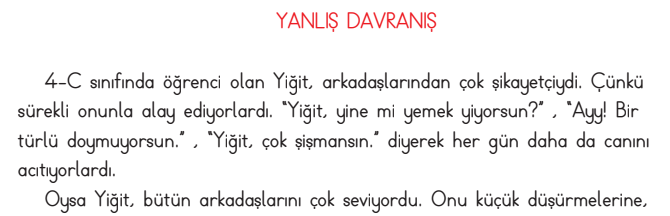 YANLIŞ DAVRANIŞ
4-C sınıfında öğrenci olan Yiğit, arkadaşlarından çok şikayetçiydi. Çünkü
sürekli onunla alay ediyorlardı. "Yiğit, yine mi yemek yiyorsun?" , "Ayy! Bir
türlü doymuyorsun." , "Yiğit, çok şişmansın." diyerek her gün daha da canını
acıtıyorlardı.
Oysa Yiğit, bütün arkadaşlarını çok seviyordu. Onu küçük düşürmelerine,